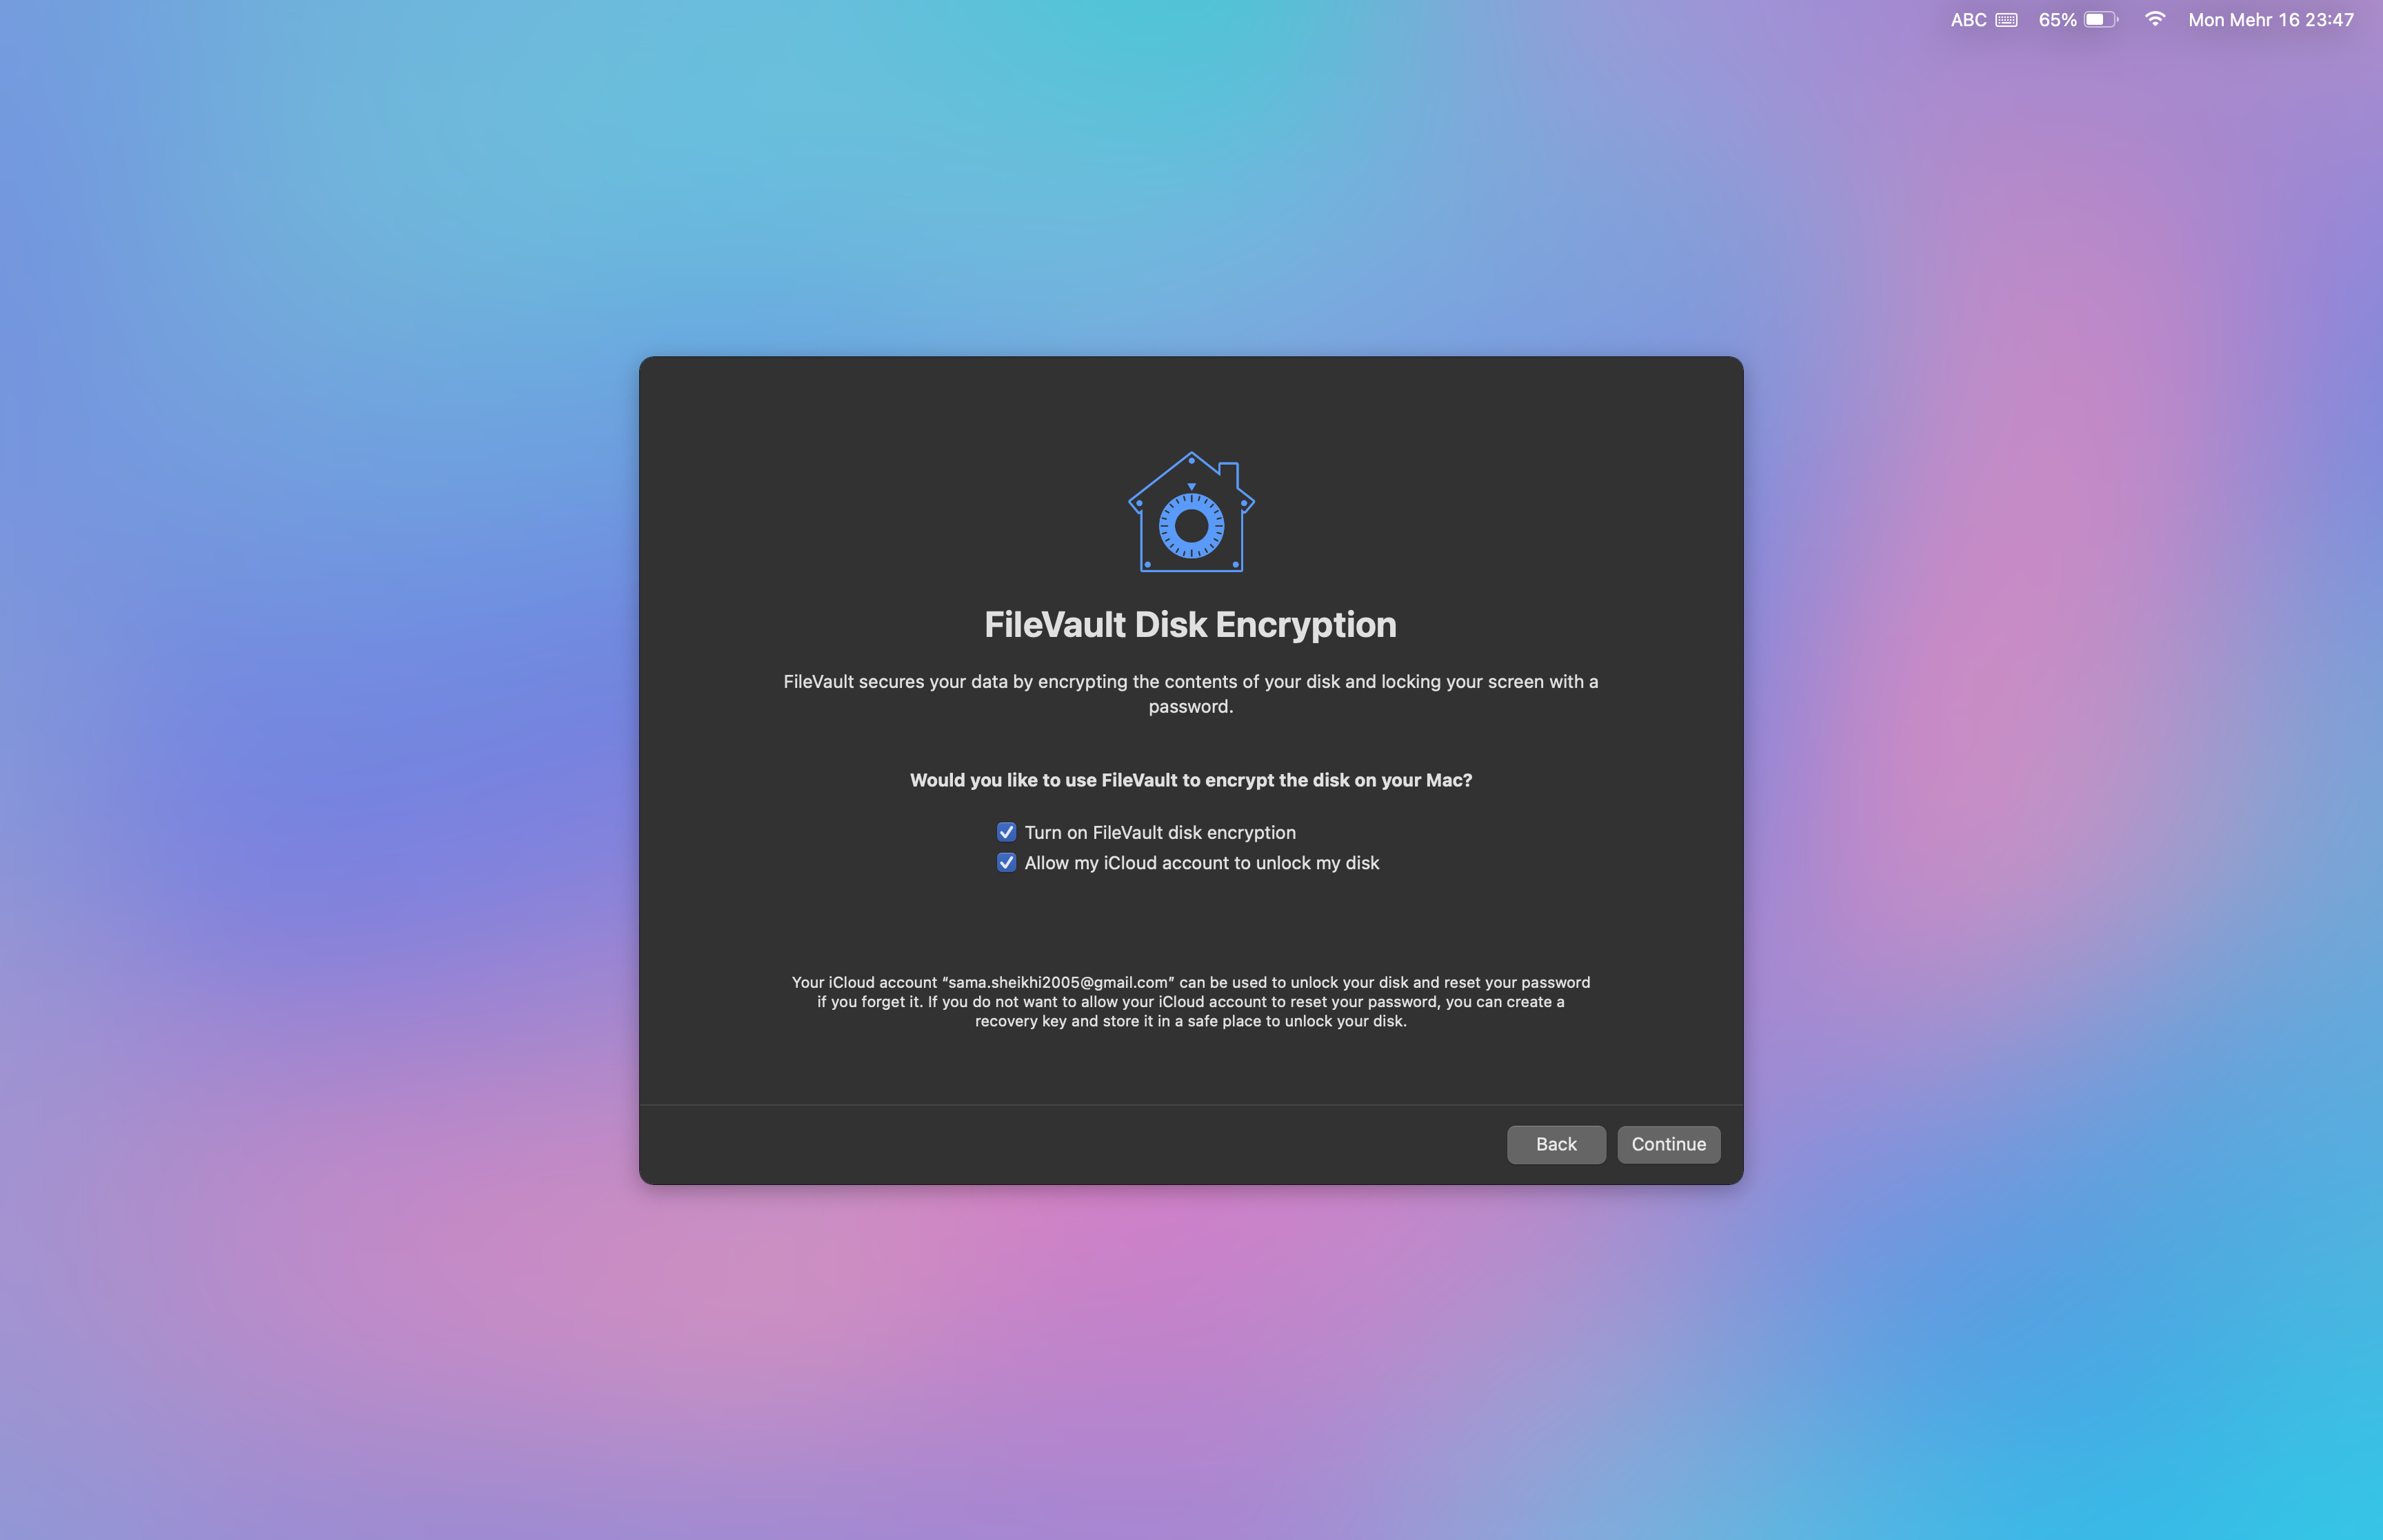 ABC 65% Mon Mehr 16 23:47
FileVault Disk Encryption
FileVault secures your data by encrypting the contents of your disk and locking your screen with a
password.
Would you like to use FileVault to encrypt the disk on your Mac?
Turn on FileVault disk encryption
Allow my iCloud account to unlock my disk
Your iCloud account “sama.sheikhi2005@gmail.com” can be used to unlock your disk and reset your password
if you forget it. If you do not want to allow your iCloud account to reset your password, you can create a
recovery key and store it in a safe place to unlock your disk.
Back Continue